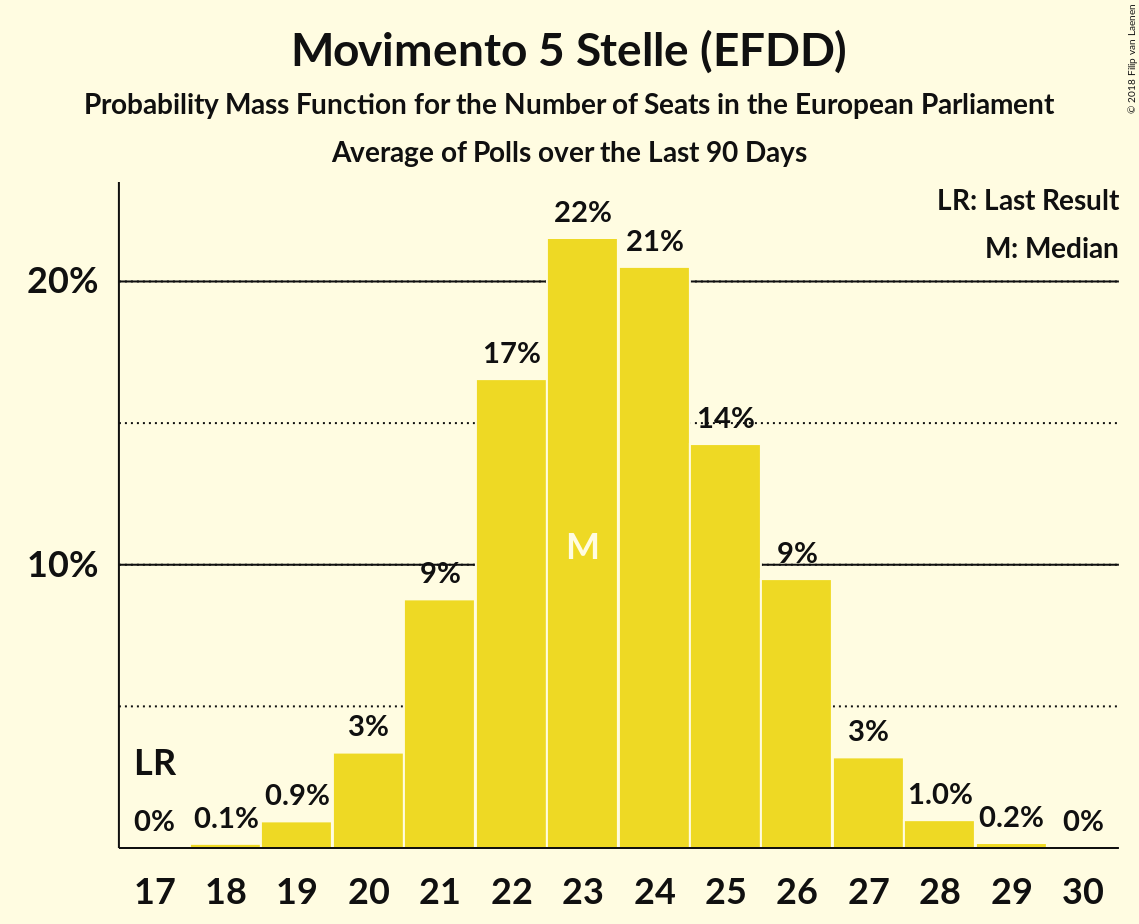 Movimento 5 Stelle (EFDD)
Probability Mass Function for the Number of Seats in the European Parliament
Average of Polls over the Last 90 Days
© 2018 Filip van Laenen
LR: Last Result
M: Median
20%
10%
LR
M
0% 0.1% 0.9% 3% 9% 17% 22% 21% 14% 9% 3% 1.0% 0.2% 0%
17 18 19 20 21 22 23 24 25 26 27 28 29 30